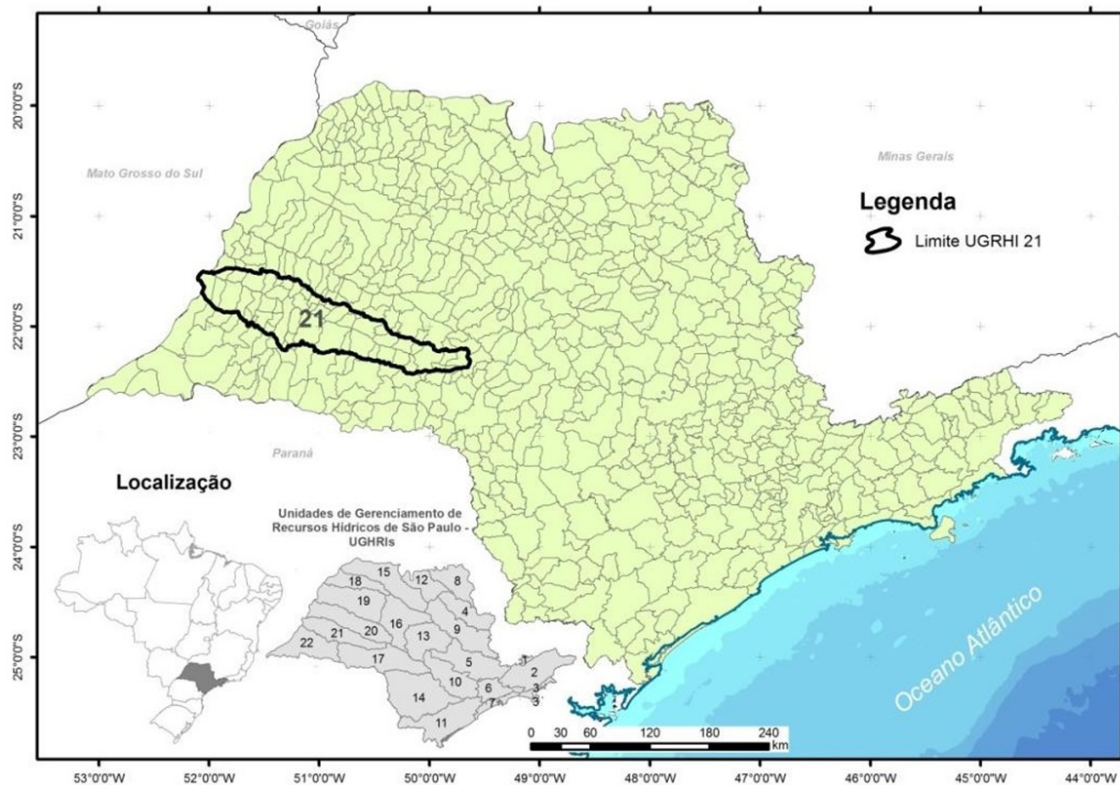 Goiás
Mato Grosso do Sul
Minas Gerais
Legenda
Limite UGRHI 21
21
Paraná
Localização
Unidades de Gerenciamento de
Recursos Hídricos de São Paulo -
UGHRIs
15
18
12
8
19
4
16
21
20
13
9
22
17
5
1
2
10
6
3
14
7
3
11
Oceano Atlântico
0 30 60 120 180 240
km
20°0'0"S
21°0'0"S
22°0'0"S
23°0'0"S
24°0'0"S
25°0'0"S
53°0'0"W 52°0'0"W 51°0'0"W 50°0'0"W 49°0'0"W 48°0'0"W 47°0'0"W 46°0'0"W 45°0'0"W 44°0'0"W